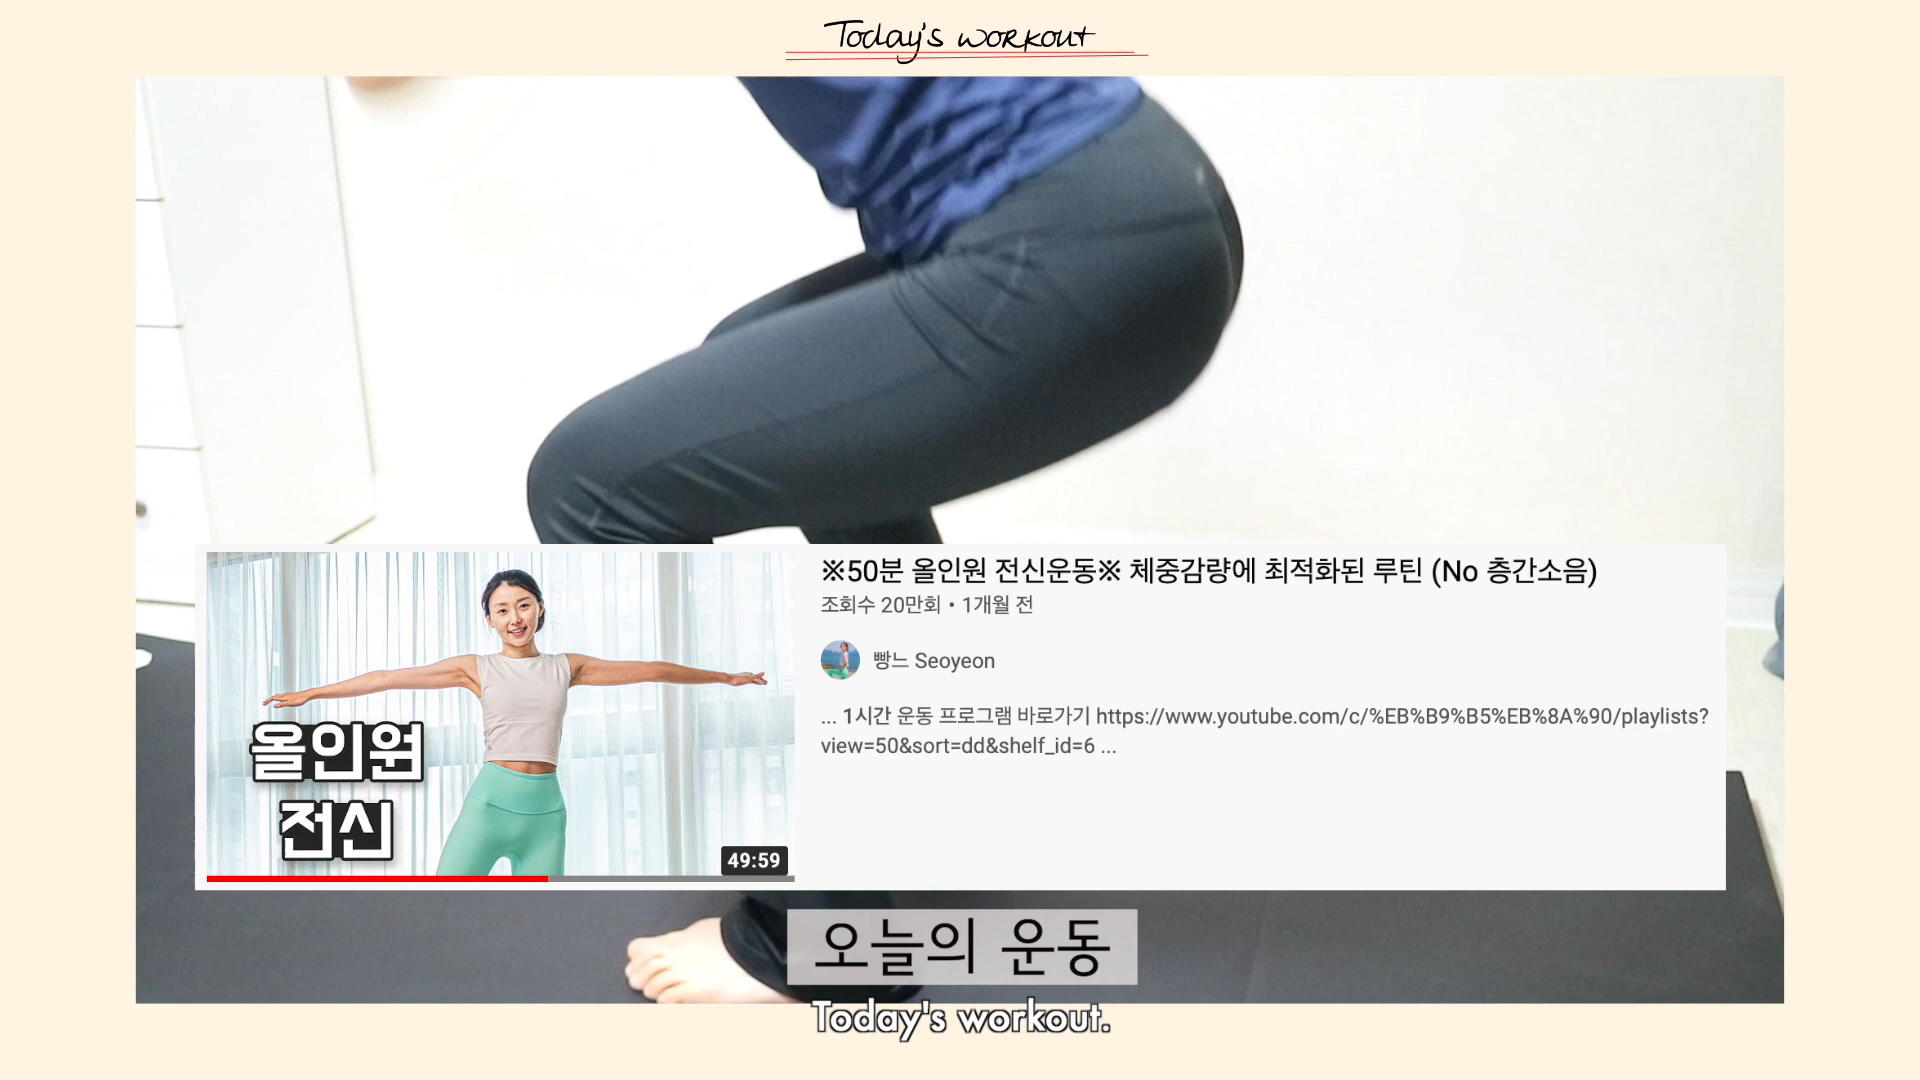 Today's workout
※50분 올인원 전신운동※ 체중감량에 최적화된 루틴 (No 층간소음)
조회수 20만회 • 1개월 전
빵느 Seoyeon
... 1시간 운동 프로그램 바로가기 https://www.youtube.com/c/%EB%B9%B5%EB%8A%90/playlists?
view=50&sort=dd&shelf_id=6 ...
올인원
전신
49:59
오늘의 운동
Today's workout.